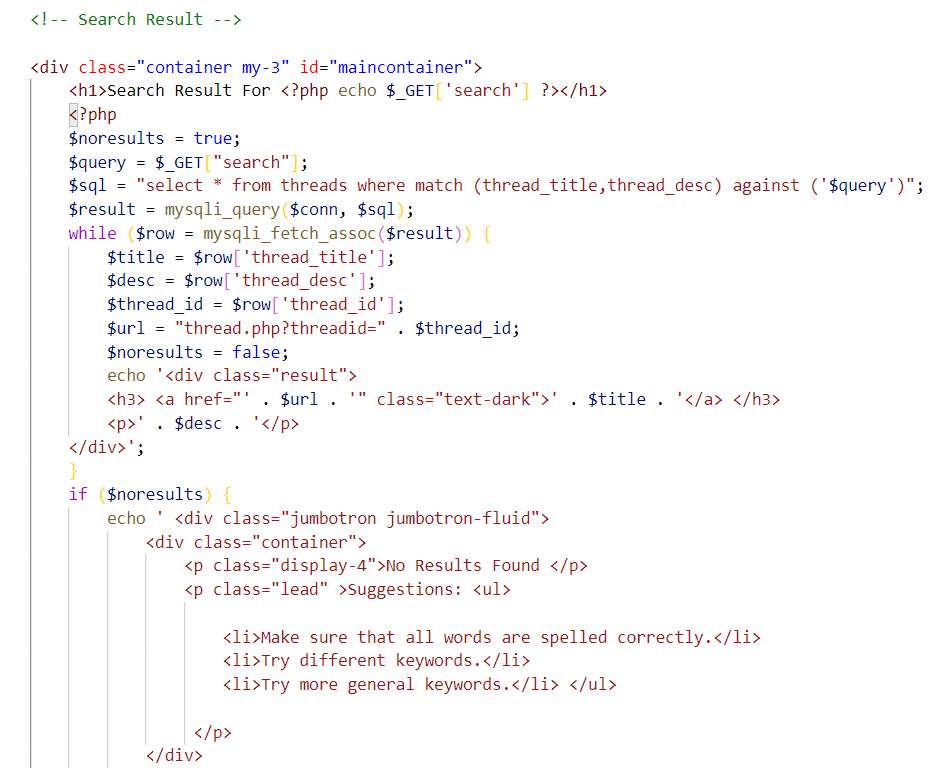 <!-- Search Result -->
<div class="container my-3" id="maincontainer">
<h1>Search Result For <?php echo $_GET['search'] ?></h1>
<?php
$noresults = true;
$query = $_GET["search"];
$sql = "select * from threads where match (thread_title,thread_desc) against ('$query')";
$result = mysqli_query($conn, $sql);
while ($row = mysqli_fetch_assoc($result)) {
$title = $row['thread_title'];
$desc = $row['thread_desc'];
$thread_id = $row['thread_id'];
$url = "thread.php?threadid=" . $thread_id;
$noresults = false;
echo '<div class="result">
<h3> <a href="' . $url . '" class="text-dark">' . $title . '</a> </h3>
<p>' . $desc . '</p>
</div>';
}
if ($noresults) {
echo ' <div class="jumbotron jumbotron-fluid">
<div class="container">
<p class="display-4">No Results Found </p>
<p class="lead" >Suggestions: <ul>
<li>Make sure that all words are spelled correctly.</li>
<li>Try different keywords.</li>
<li>Try more general keywords.</li> </ul>
</p>
</div>